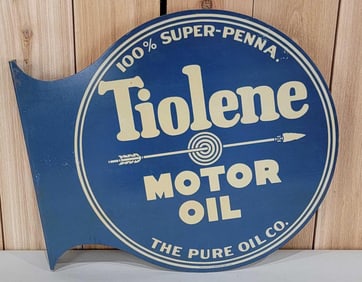 100% SUPER-PENNA.
Tiolene
MOTOR
OIL
THE PURE OIL CO.